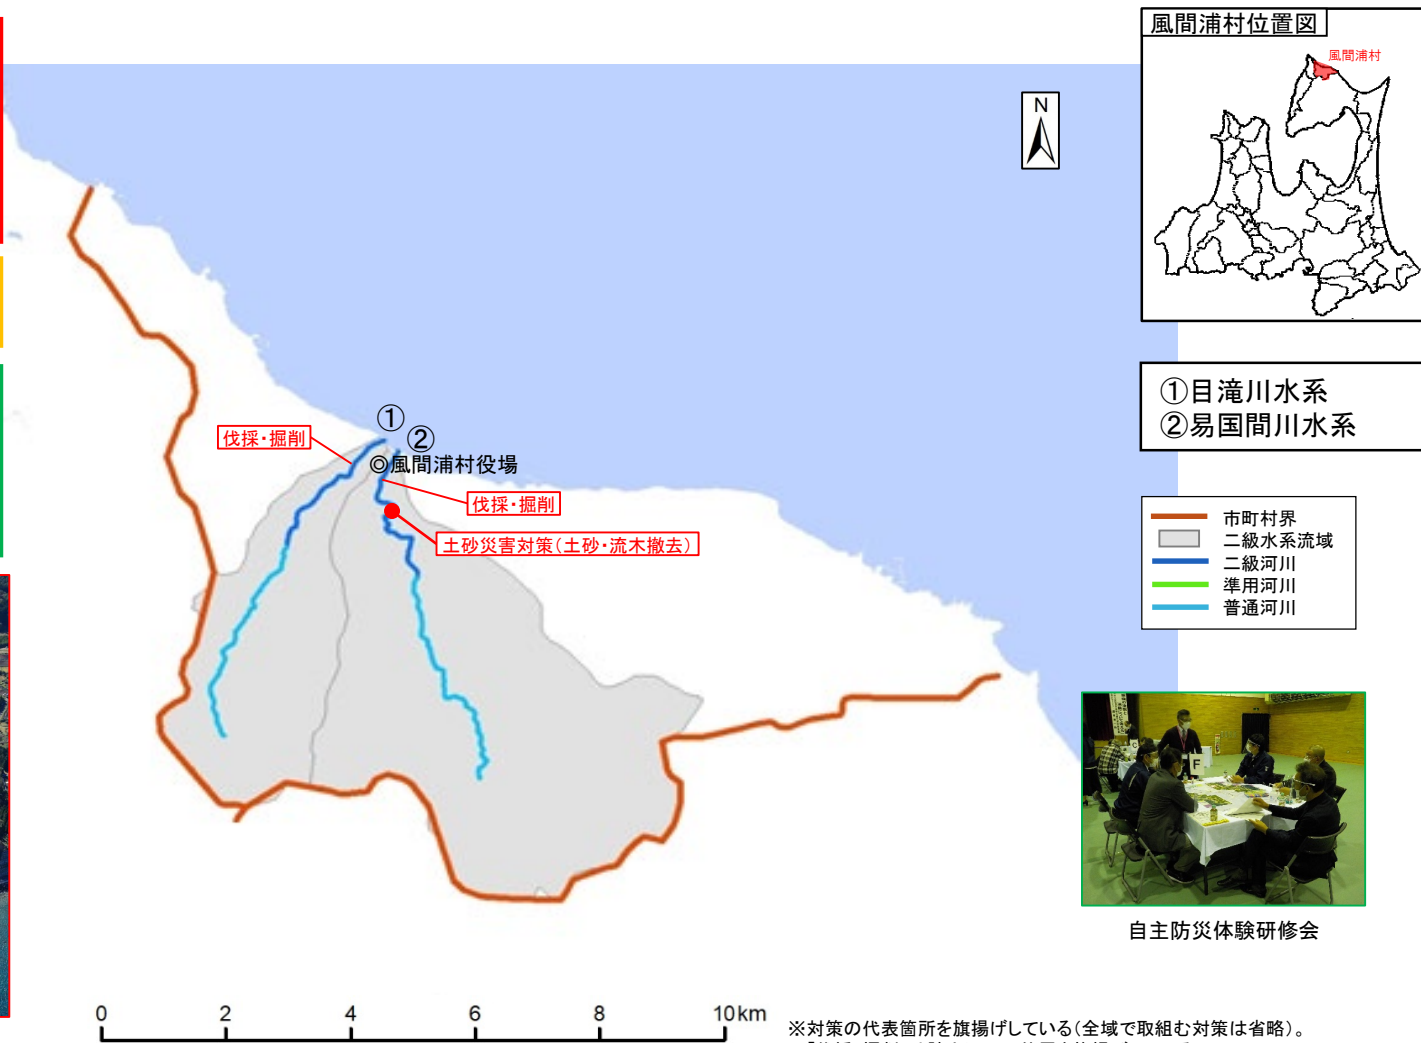 風間浦村位置図
風間浦村
N
①目滝川水系
②易国間川水系
①
②
伐採・掘削
◎風間浦村役場
伐採・掘削
土砂災害対策(土砂・流木撤去)
市町村界
二級水系流域
二級河川
準用河川
普通河川
F
自主防災体験研修会
0 2 4 6 8 10km
※対策の代表箇所を旗揚げしている(全域で取組む対策は省略)。